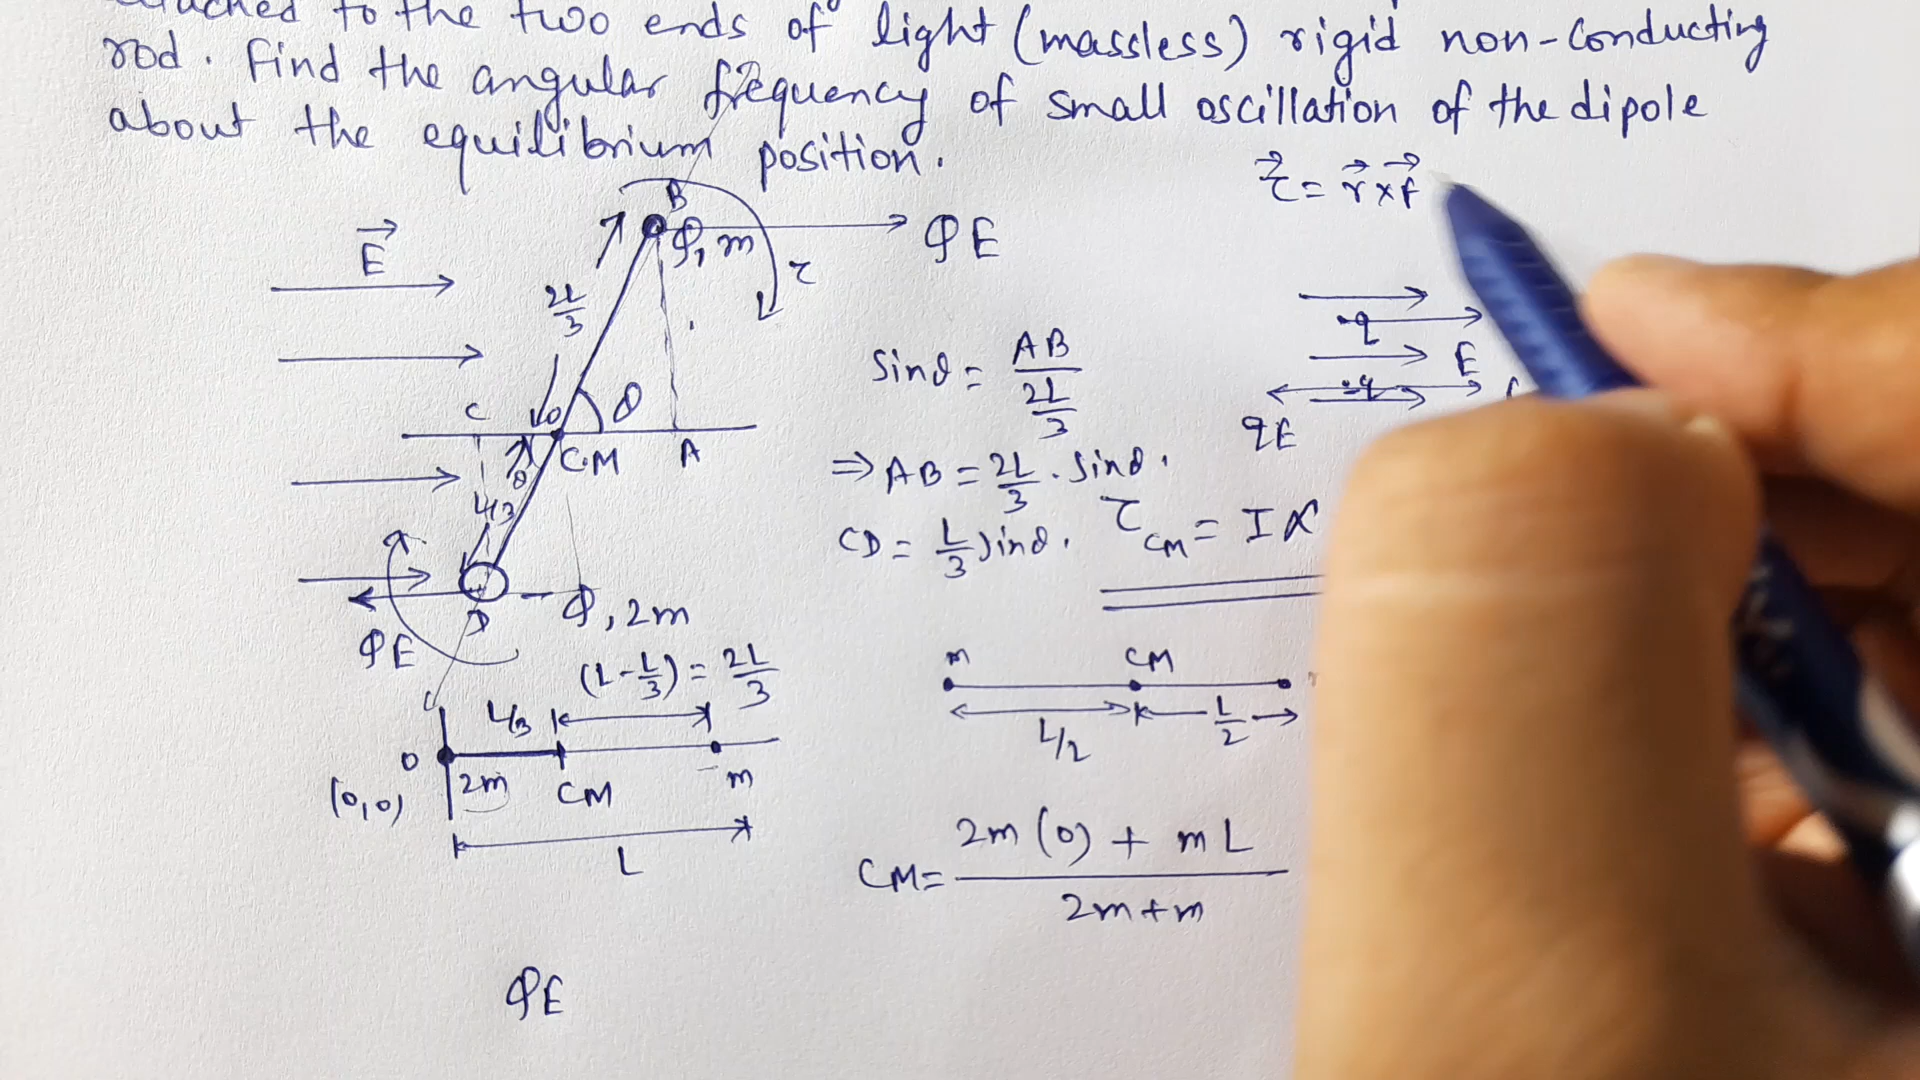 to the two ends of light (massless) rigid non-conducting
rod. Find the angular frequency of small oscillation of the dipole
about the equilibrium position.
τ⃗ = r⃗ × F⃗
B
E⃗
Q, m
QE
τ
2L/3
Sinθ = AB / (2L/3)
-q
E
-q
qE
C
O
θ
CM
A
θ
L/3
⇒ AB = 2L/3 . Sinθ .
CD = L/3 Sinθ .
τCM = Iα
D
- Q, 2m
QE
(L - L/3) = 2L/3
L/3
O
(0,0)
2m
CM
m
L
m
CM
L/2
L/2
CM = (2m(0) + mL) / (2m + m)
QE